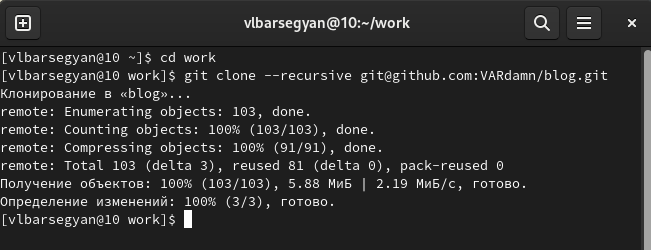 vlbarsegyan@10:~/work
[vlbarsegyan@10 ~]$ cd work
[vlbarsegyan@10 work]$ git clone --recursive git@github.com:VARdamn/blog.git
Клонирование в «blog»...
remote: Enumerating objects: 103, done.
remote: Counting objects: 100% (103/103), done.
remote: Compressing objects: 100% (91/91), done.
remote: Total 103 (delta 3), reused 81 (delta 0), pack-reused 0
Получение объектов: 100% (103/103), 5.88 МиБ | 2.19 МиБ/с, готово.
Определение изменений: 100% (3/3), готово.
[vlbarsegyan@10 work]$